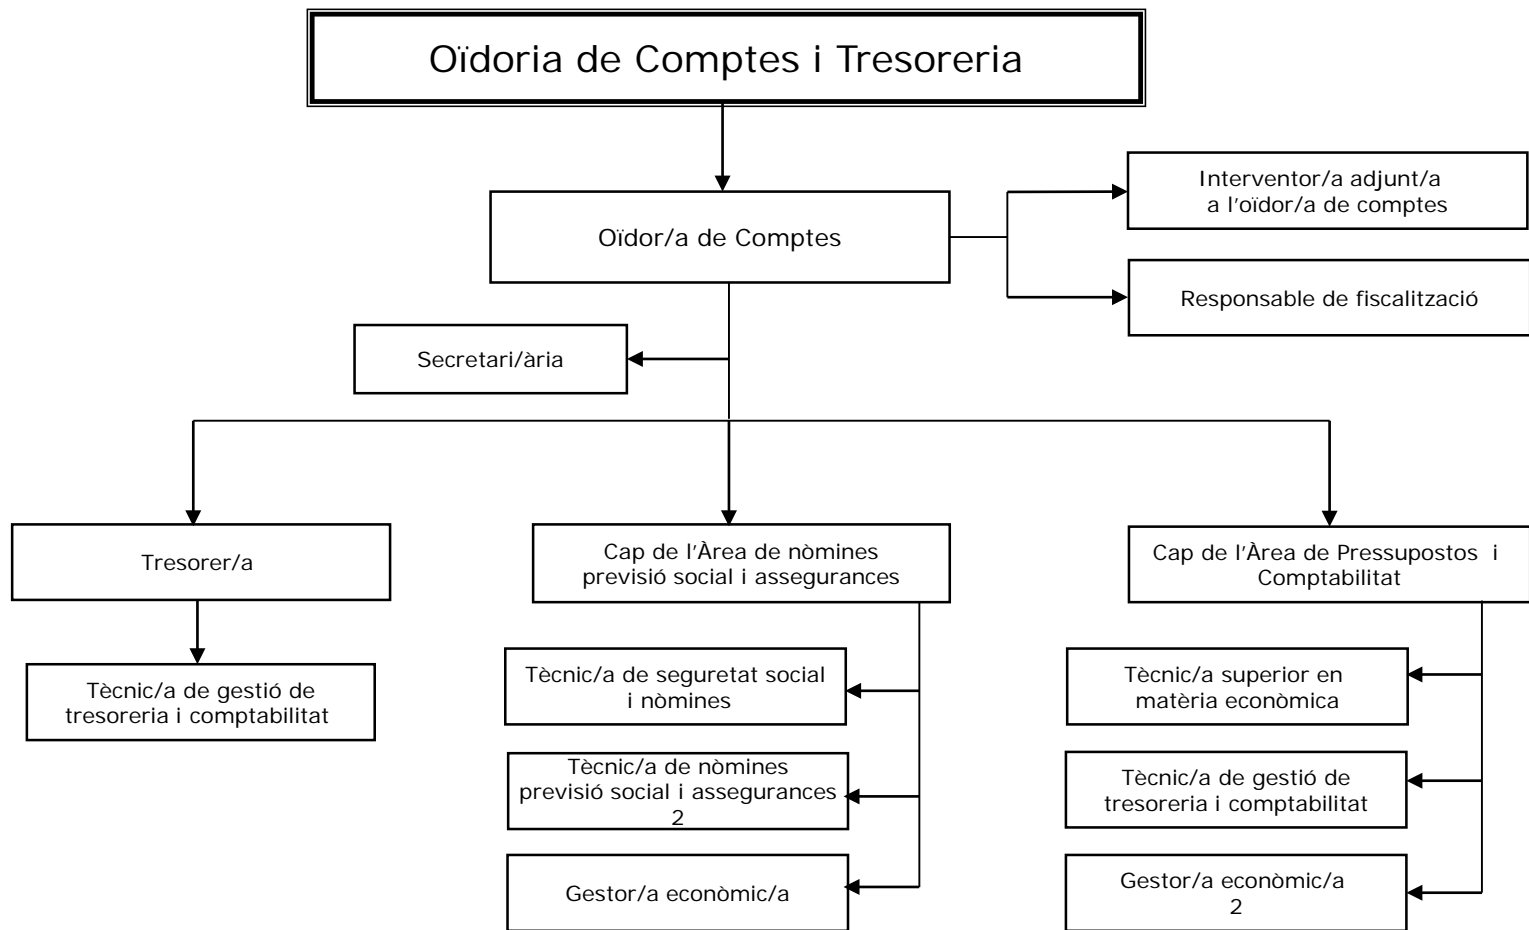 Oïdoria de Comptes i Tresoreria
Interventor/a adjunt/a
a l'oïdor/a de comptes
Oïdor/a de Comptes
Responsable de fiscalització
Secretari/ària
Tresorer/a
Cap de l'Àrea de nòmines
previsió social i assegurances
Cap de l'Àrea de Pressupostos i
Comptabilitat
Tècnic/a de gestió de
tresoreria i comptabilitat
Tècnic/a de seguretat social
i nòmines
Tècnic/a superior en
matèria econòmica
Tècnic/a de nòmines
previsió social i assegurances
2
Tècnic/a de gestió de
tresoreria i comptabilitat
Gestor/a econòmic/a
Gestor/a econòmic/a
2